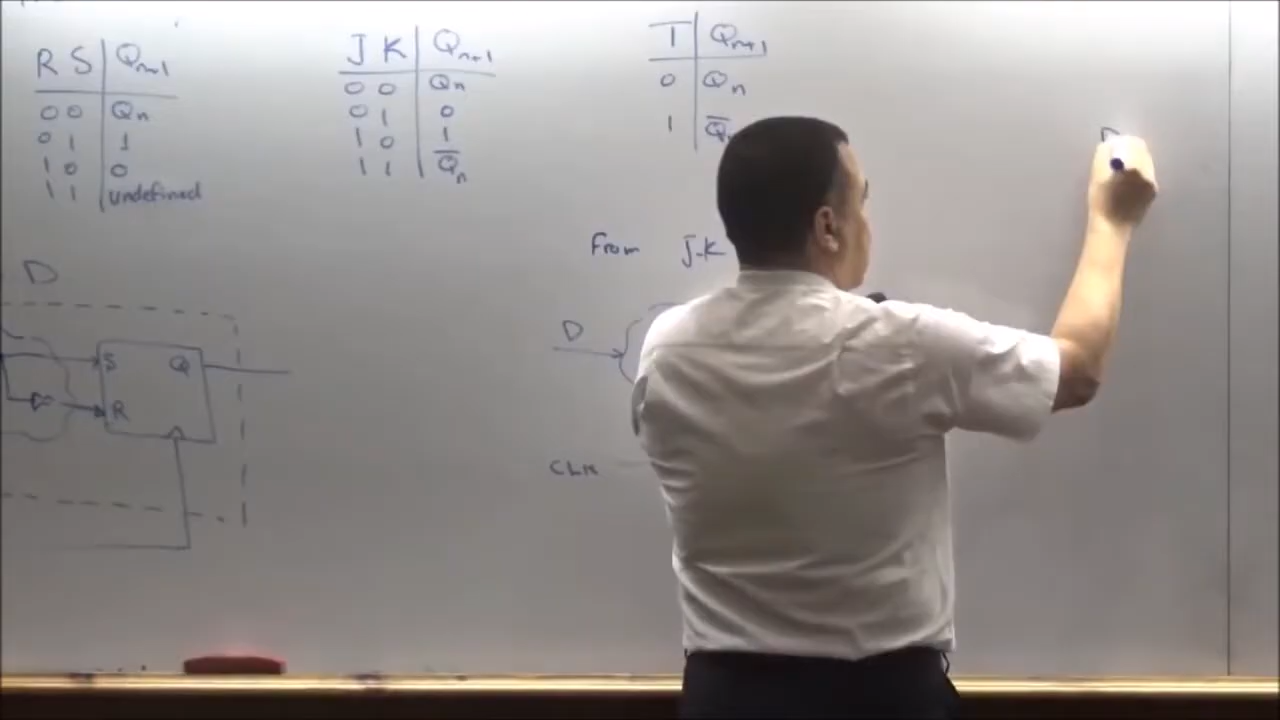 R S Qn+1
0 0 Qn
0 1 1
1 0 0
1 1 undefined
J K Qn+1
0 0 Qn
0 1 0
1 0 1
1 1 Q̅n
T Qn+1
0 Qn
1 Q̅
D
S Q
R
From J-K
D
CLK